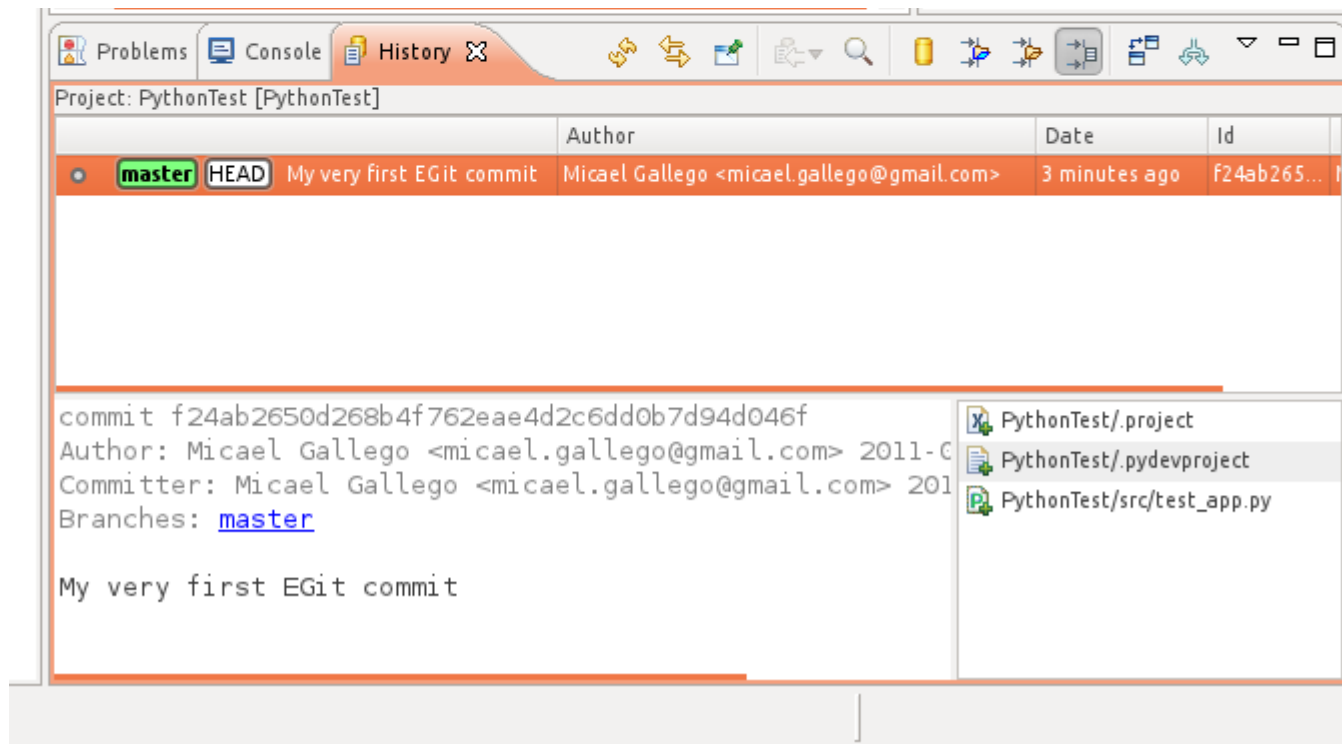 Problems Console History
Project: PythonTest [PythonTest]
Author Date Id
master HEAD My very first EGit commit Micael Gallego <micael.gallego@gmail.com> 3 minutes ago f24ab265...
commit f24ab2650d268b4f762eae4d2c6dd0b7d94d046f
Author: Micael Gallego <micael.gallego@gmail.com> 2011-
Committer: Micael Gallego <micael.gallego@gmail.com> 201
Branches: master
My very first EGit commit
PythonTest/.project
PythonTest/.pydevproject
PythonTest/src/test_app.py